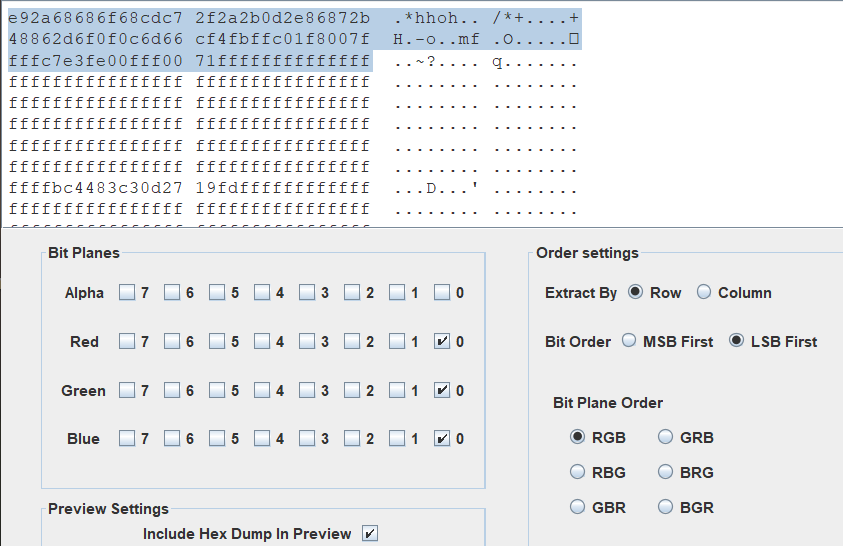 e92a68686f68cdc7 2f2a2b0d2e86872b .*hhoh.. /*+....+
48862d6f0f0c6d66 cf4fbffc01f8007f H.-o..mf .O.....□
fffc7e3fe00fff00 71ffffffffffffff ..~?.... q.......
ffffffffffffffff ffffffffffffffff ........ ........
ffffffffffffffff ffffffffffffffff ........ ........
ffffffffffffffff ffffffffffffffff ........ ........
ffffffffffffffff ffffffffffffffff ........ ........
ffffffffffffffff ffffffffffffffff ........ ........
ffffbc4483c30d27 19fdffffffffffff ...D...' ........
ffffffffffffffff ffffffffffffffff ........ ........
Bit Planes
Alpha 7 6 5 4 3 2 1 0
Red 7 6 5 4 3 2 1 0
Green 7 6 5 4 3 2 1 0
Blue 7 6 5 4 3 2 1 0
Preview Settings
Include Hex Dump In Preview
Order settings
Extract By Row Column
Bit Order MSB First LSB First
Bit Plane Order
RGB GRB
RBG BRG
GBR BGR